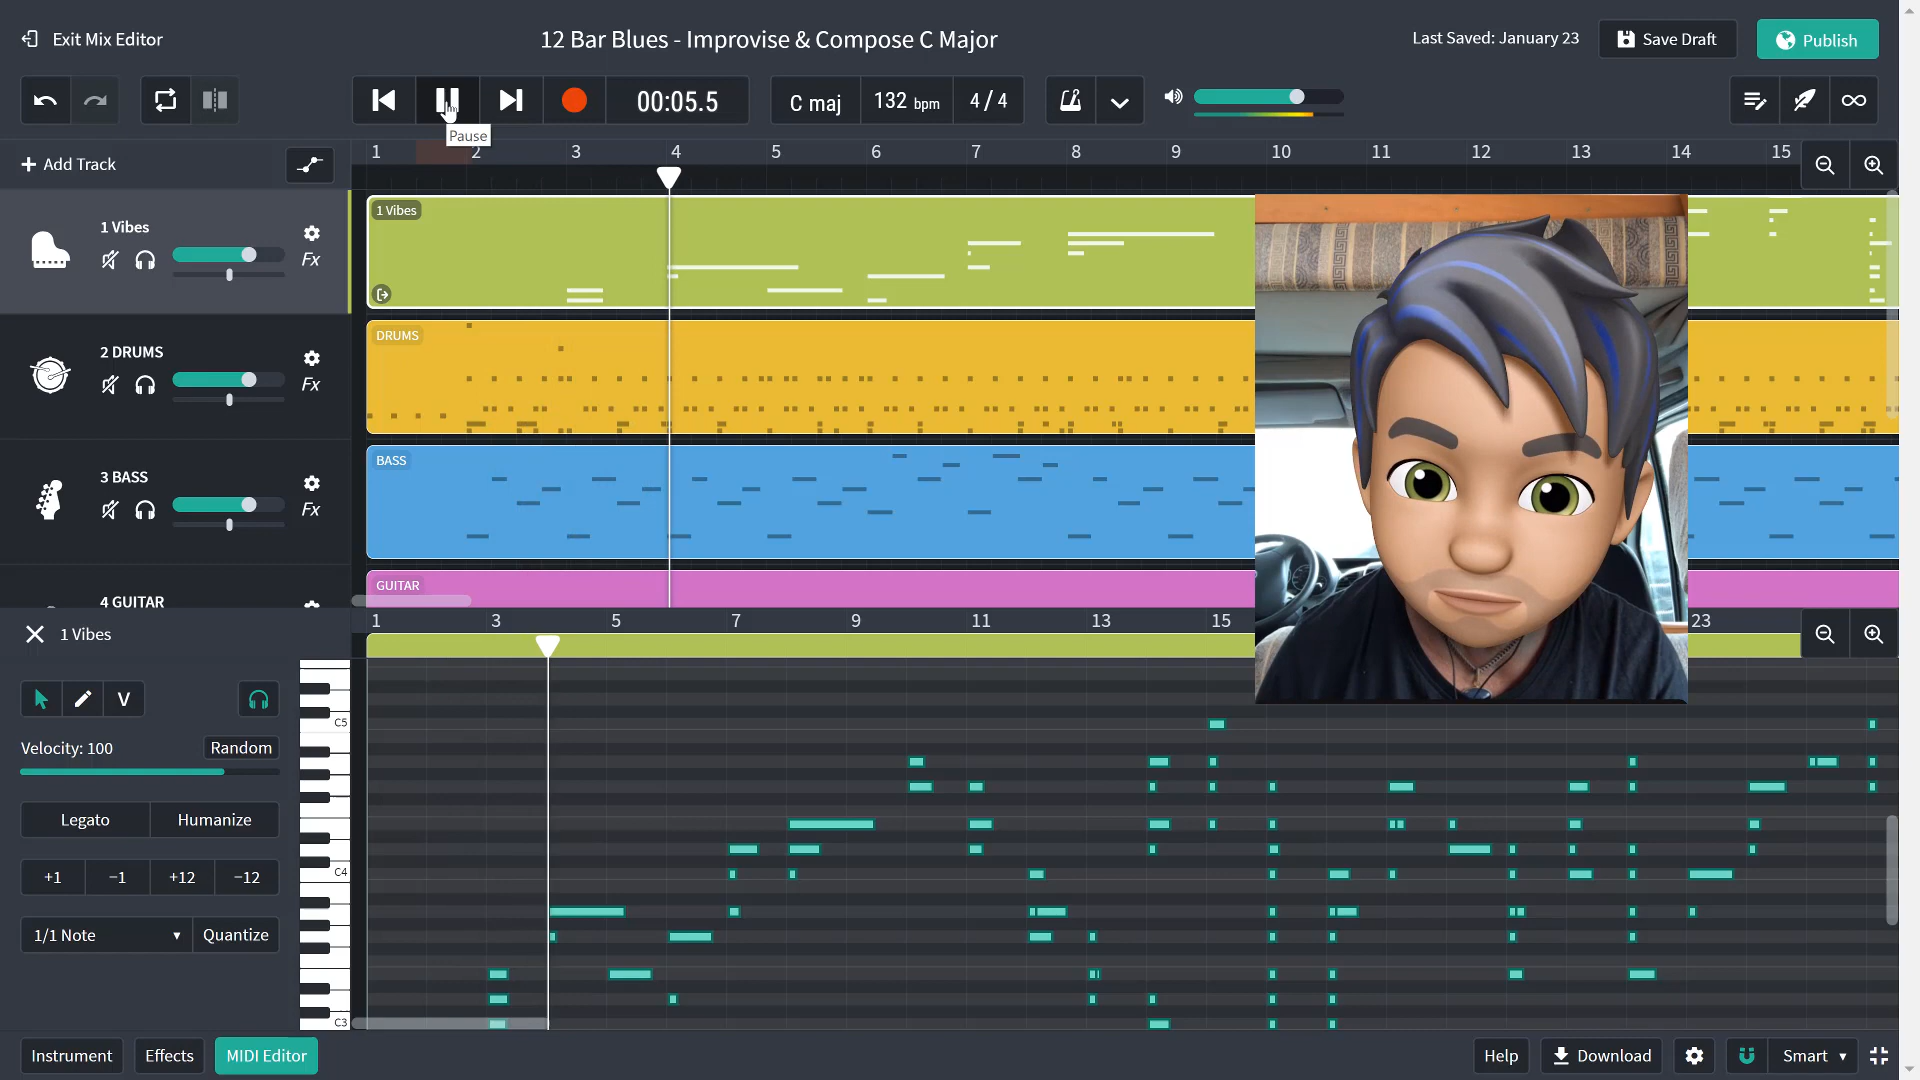 Exit Mix Editor
12 Bar Blues - Improvise & Compose C Major
Last Saved: January 23
Save Draft
Publish
00:05.5
C maj
132 bpm
4 / 4
Pause
Add Track
1 2 3 4 5 6 7 8 9 10 11 12 13 14 15
1 Vibes
Fx
1 Vibes
2 DRUMS
Fx
DRUMS
3 BASS
Fx
BASS
4 GUITAR
GUITAR
1 Vibes
1 3 5 7 9 11 13 15 23
V
Velocity: 100
Random
Legato
Humanize
+1
-1
+12
-12
1/1 Note
Quantize
C5
C4
C3
Instrument
Effects
MIDI Editor
Help
Download
Smart